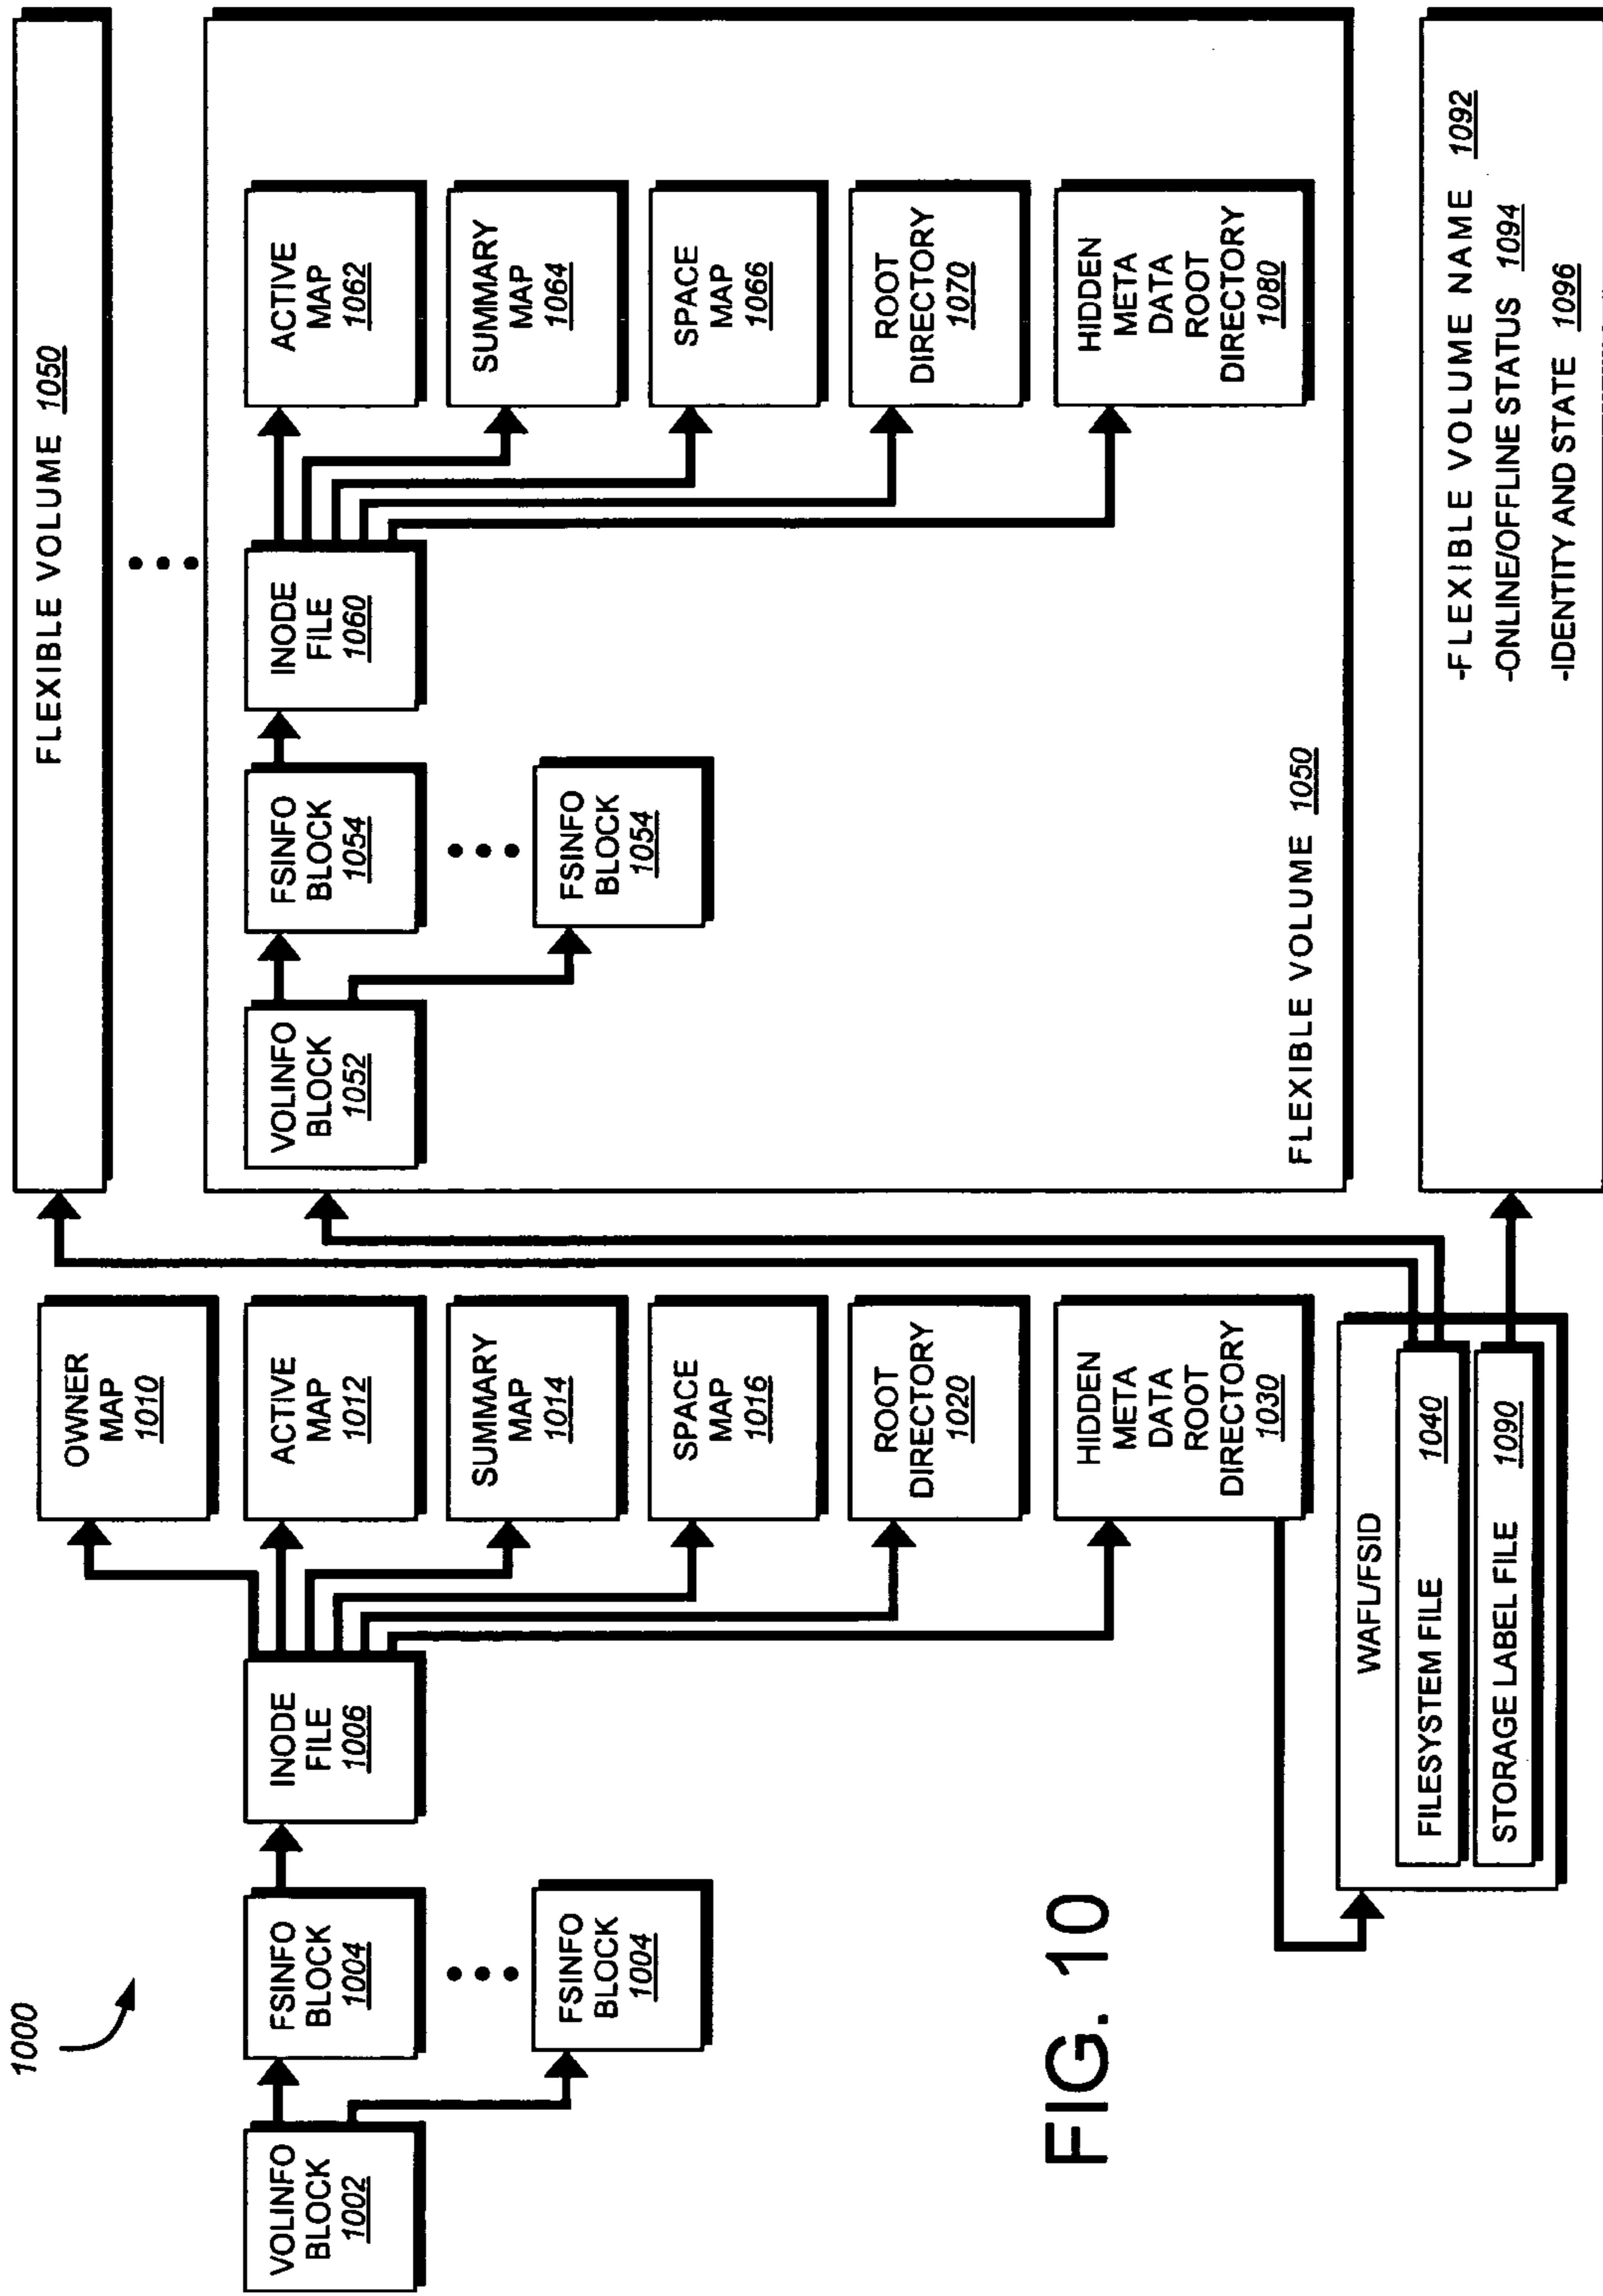 1000
VOLINFO
BLOCK
1002
FSINFO
BLOCK
1004
FSINFO
BLOCK
1004
INODE
FILE
1006
OWNER
MAP
1010
ACTIVE
MAP
1012
SUMMARY
MAP
1014
SPACE
MAP
1016
ROOT
DIRECTORY
1020
HIDDEN
META
DATA
ROOT
DIRECTORY
1030
WAFL/FSID
FILESYSTEM FILE 1040
STORAGE LABEL FILE 1090
FLEXIBLE VOLUME 1050
VOLINFO
BLOCK
1052
FSINFO
BLOCK
1054
FSINFO
BLOCK
1054
INODE
FILE
1060
ACTIVE
MAP
1062
SUMMARY
MAP
1064
SPACE
MAP
1066
ROOT
DIRECTORY
1070
HIDDEN
META
DATA
ROOT
DIRECTORY
1080
FLEXIBLE VOLUME 1050
-FLEXIBLE VOLUME NAME 1092
-ONLINE/OFFLINE STATUS 1094
-IDENTITY AND STATE 1096
FIG. 10